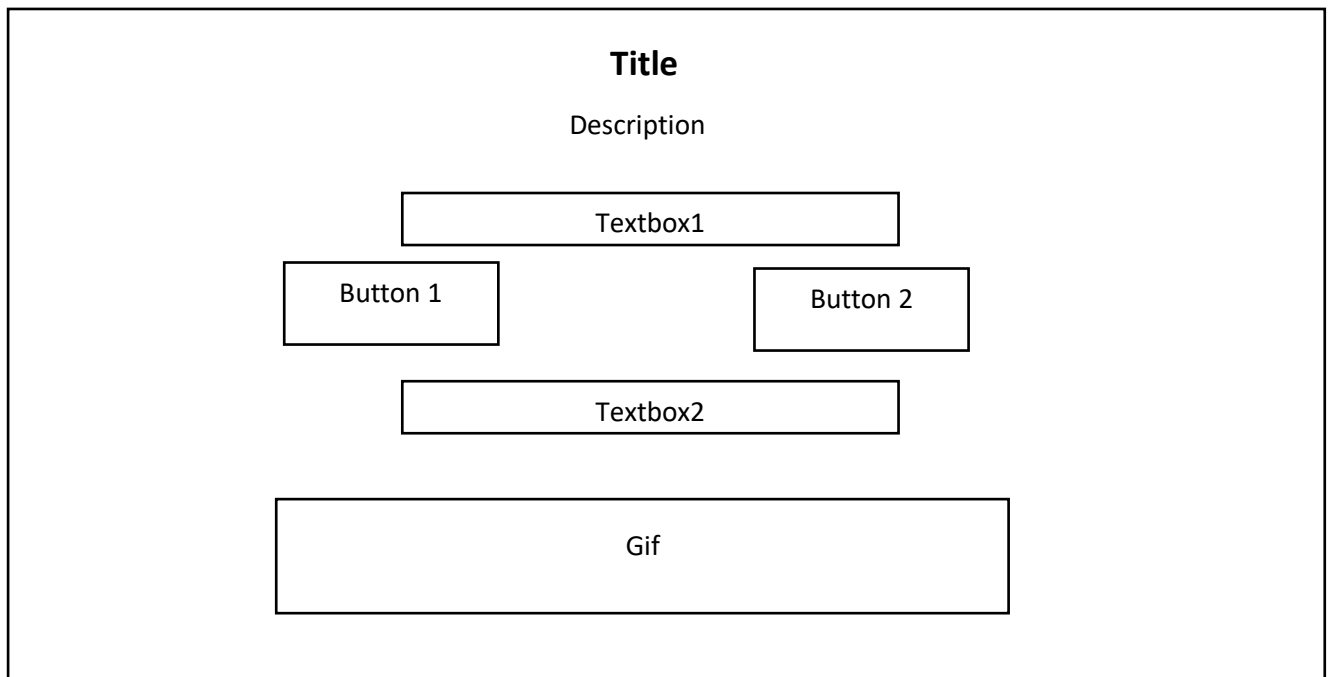 Title
Description
Textbox1
Button 1
Button 2
Textbox2
Gif